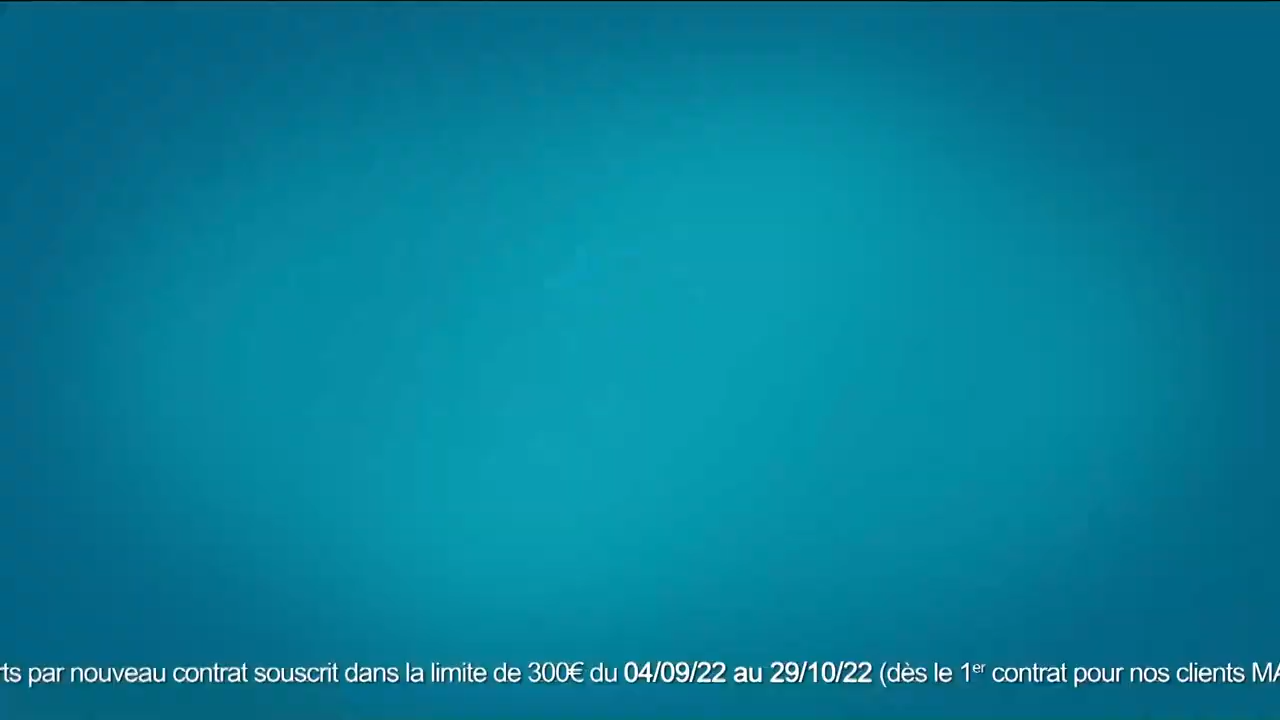 rts par nouveau contrat souscrit dans la limite de 300€ du 04/09/22 au 29/10/22 (dès le 1er contrat pour nos clients MA